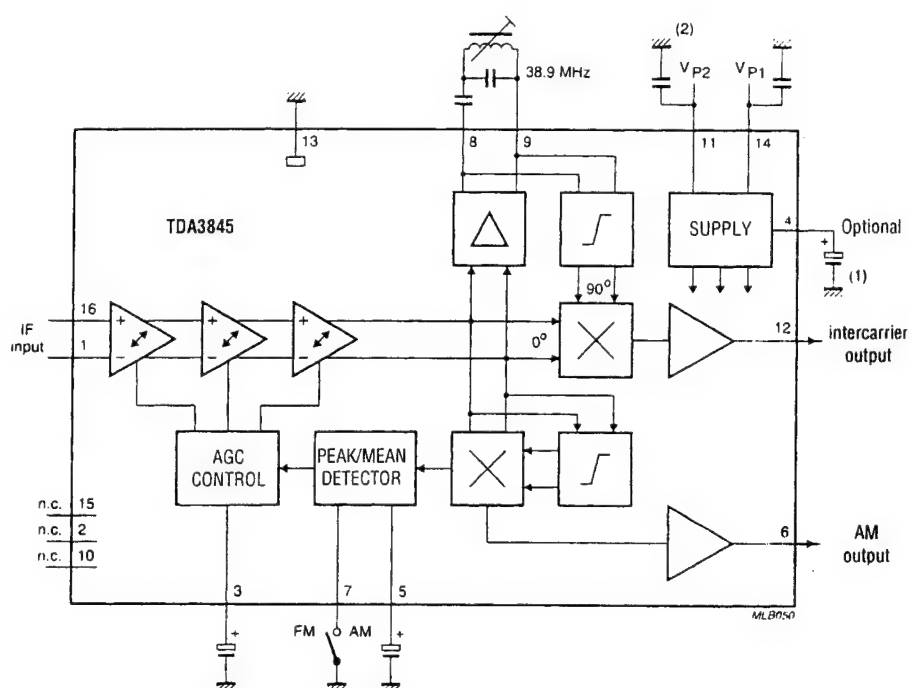 (2)
38.9 MHz
VP2
VP1
13
8
9
11
14
TDA3845
SUPPLY
4
Optional
+
(1)
90°
16
IF
input
1
+
−
+
−
+
−
0°
12
intercarrier
output
AGC
CONTROL
PEAK/MEAN
DETECTOR
n.c. 15
n.c. 2
n.c. 10
6
AM
output
3
7
5
MLB050
+
FM
AM
+